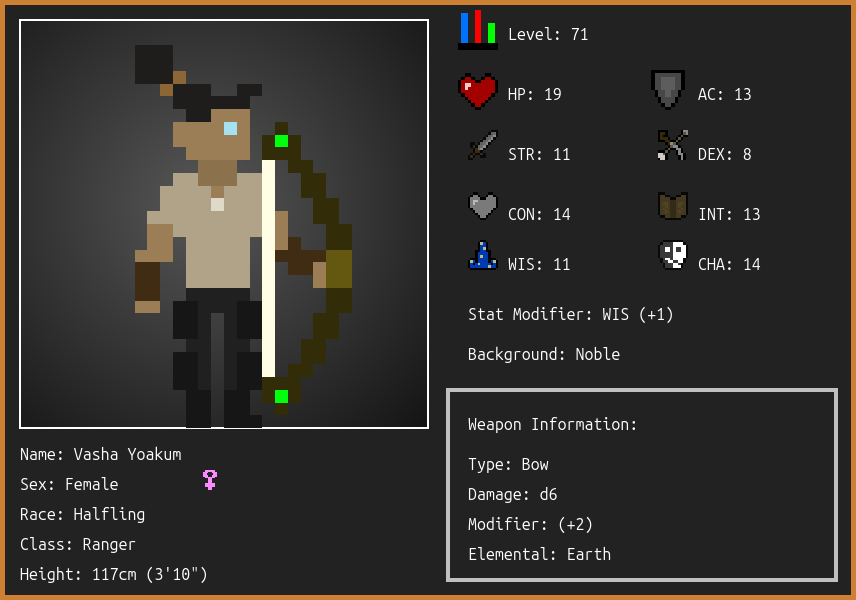 Level: 71
HP: 19
AC: 13
STR: 11
DEX: 8
CON: 14
INT: 13
WIS: 11
CHA: 14
Stat Modifier: WIS (+1)
Background: Noble
Weapon Information:
Type: Bow
Damage: d6
Modifier: (+2)
Elemental: Earth
Name: Vasha Yoakum
Sex: Female
Race: Halfling
Class: Ranger
Height: 117cm (3'10")